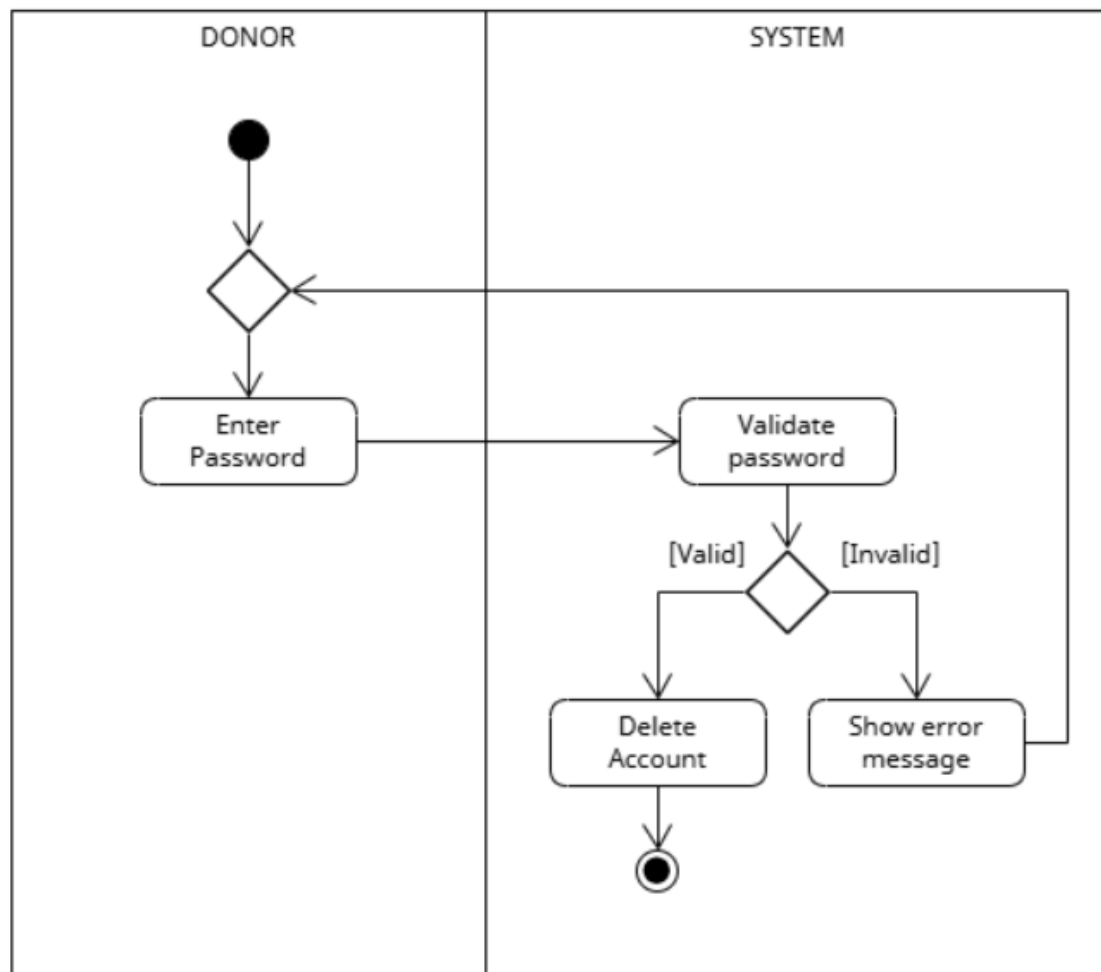 DONOR
SYSTEM
Enter
Password
Validate
password
[Valid]
[Invalid]
Delete
Account
Show error
message